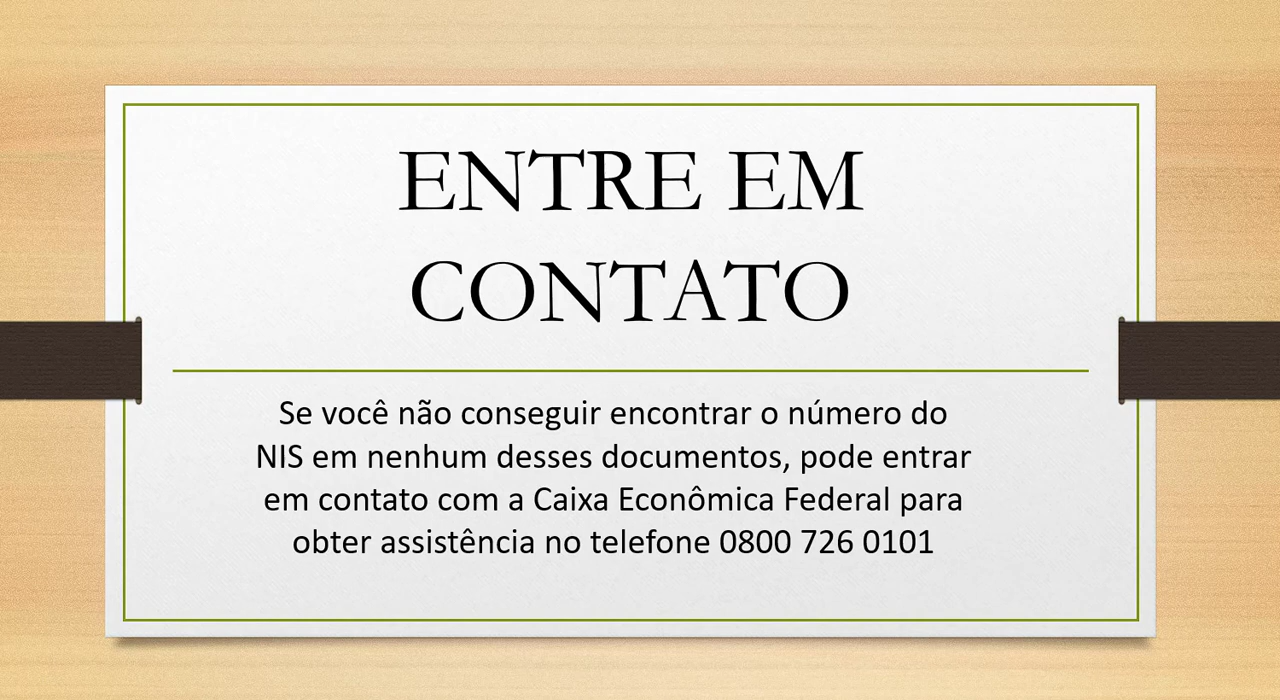 ENTRE EM
CONTATO
Se você não conseguir encontrar o número do
NIS em nenhum desses documentos, pode entrar
em contato com a Caixa Econômica Federal para
obter assistência no telefone 0800 726 0101